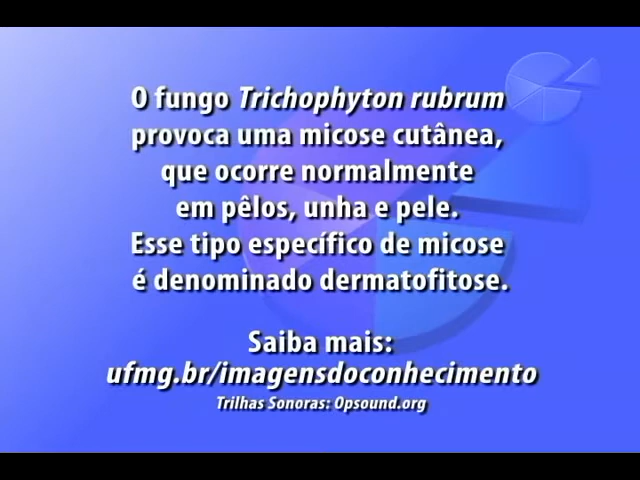 O fungo Trichophyton rubrum
provoca uma micose cutânea,
que ocorre normalmente
em pêlos, unha e pele.
Esse tipo específico de micose
é denominado dermatofitose.
Saiba mais:
ufmg.br/imagensdoconhecimento
Trilhas Sonoras: Opsound.org